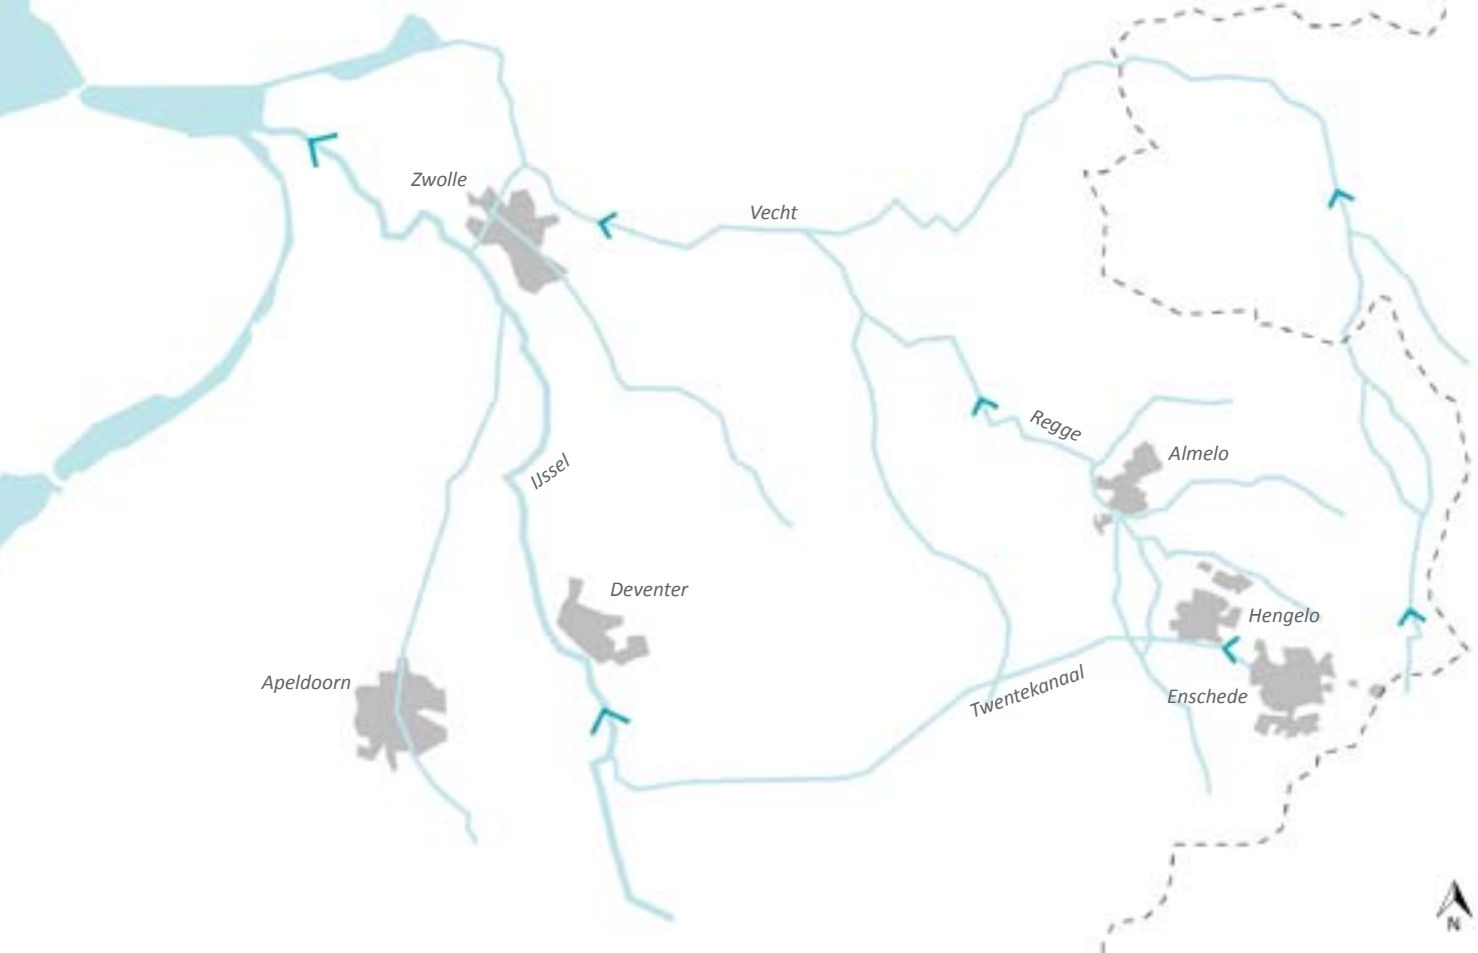 Zwolle
Vecht
Regge
Almelo
IJssel
Deventer
Hengelo
Apeldoorn
Twentekanaal
Enschede
N